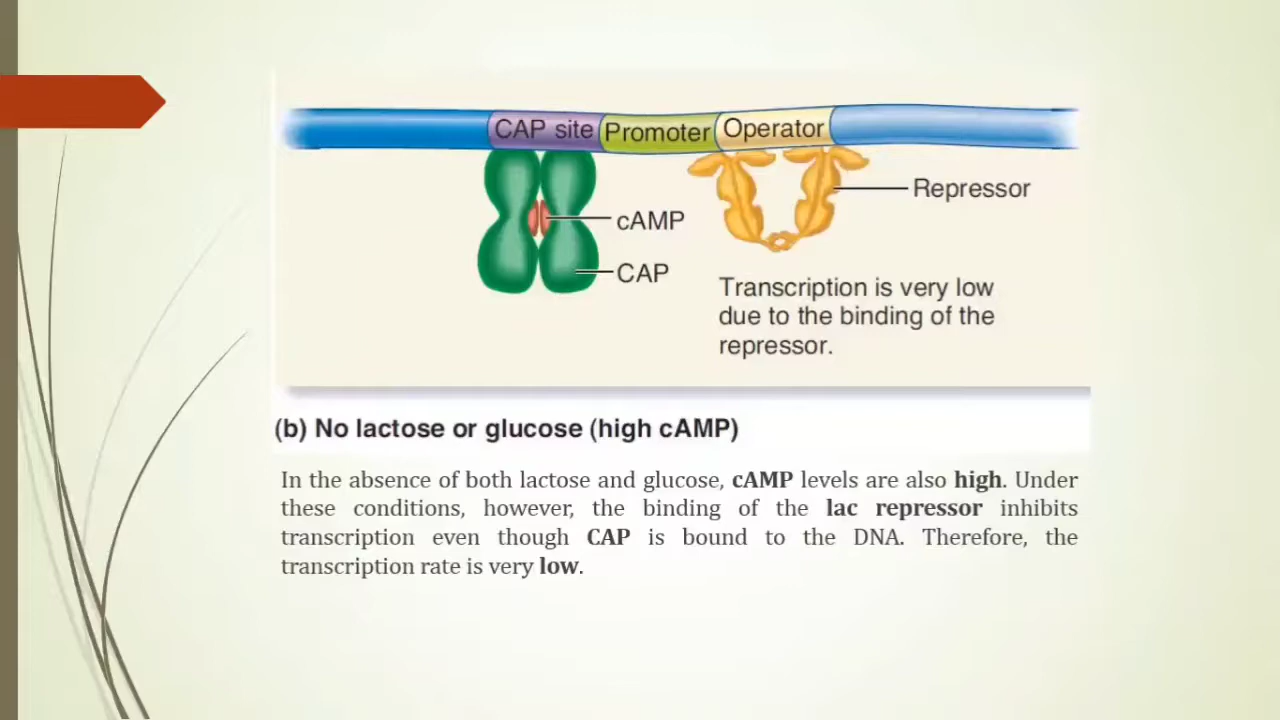 CAP site Promoter Operator
Repressor
cAMP
CAP
Transcription is very low
due to the binding of the
repressor.
(b) No lactose or glucose (high cAMP)
In the absence of both lactose and glucose, cAMP levels are also high. Under
these conditions, however, the binding of the lac repressor inhibits
transcription even though CAP is bound to the DNA. Therefore, the
transcription rate is very low.